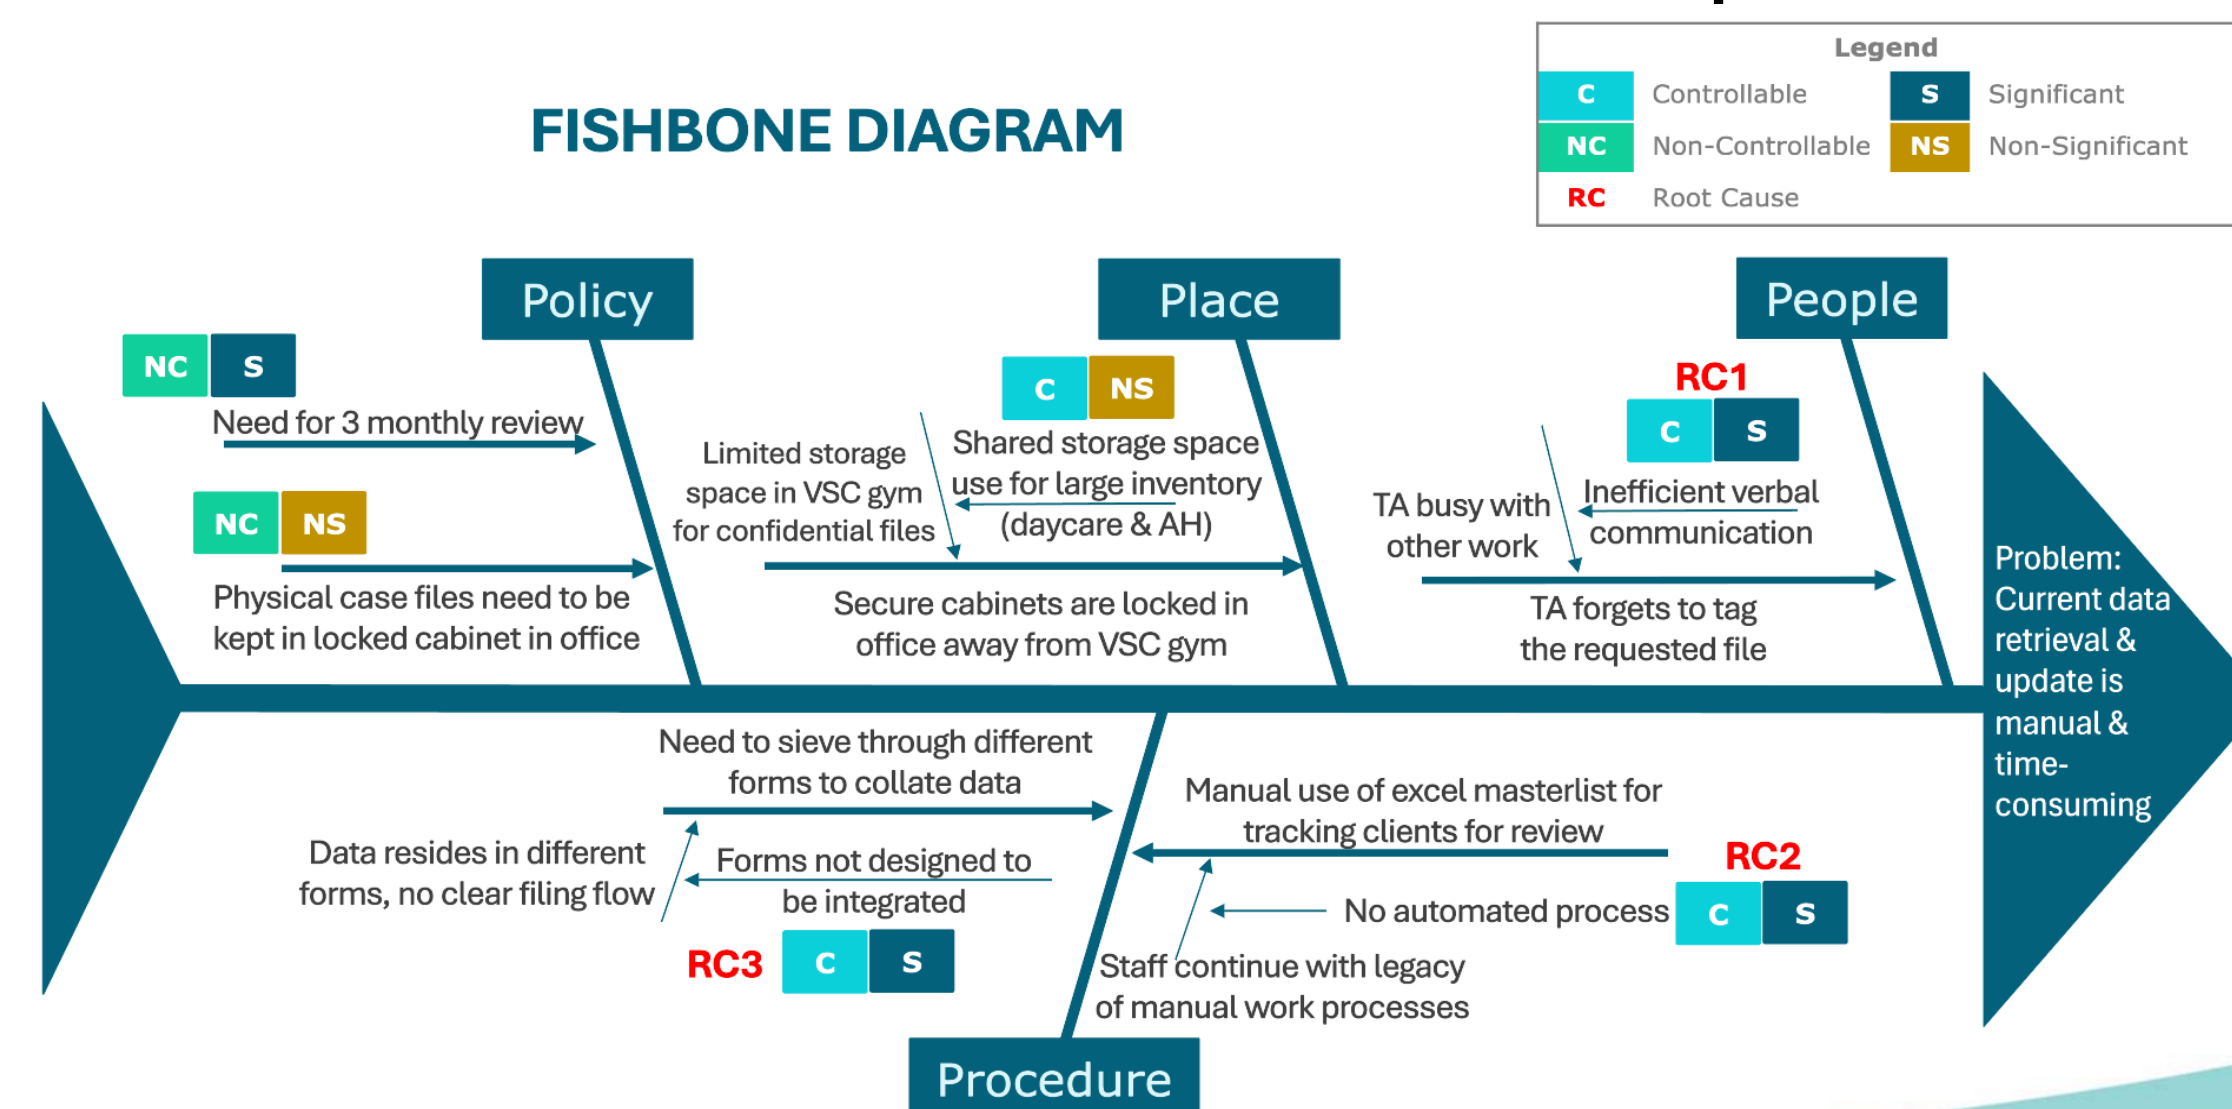 Legend
C Controllable S Significant
NC Non-Controllable NS Non-Significant
RC Root Cause
FISHBONE DIAGRAM
Policy
Place
People
NC S
Need for 3 monthly review
NC NS
Physical case files need to be
kept in locked cabinet in office
C NS
Limited storage
space in VSC gym
for confidential files
Shared storage space
use for large inventory
(daycare & AH)
Secure cabinets are locked in
office away from VSC gym
RC1
C S
TA busy with
other work
Inefficient verbal
communication
TA forgets to tag
the requested file
Problem:
Current data
retrieval &
update is
manual &
time-
consuming
Need to sieve through different
forms to collate data
Data resides in different
forms, no clear filing flow
Forms not designed to
be integrated
RC3 C S
Manual use of excel masterlist for
tracking clients for review
RC2
No automated process C S
Staff continue with legacy
of manual work processes
Procedure